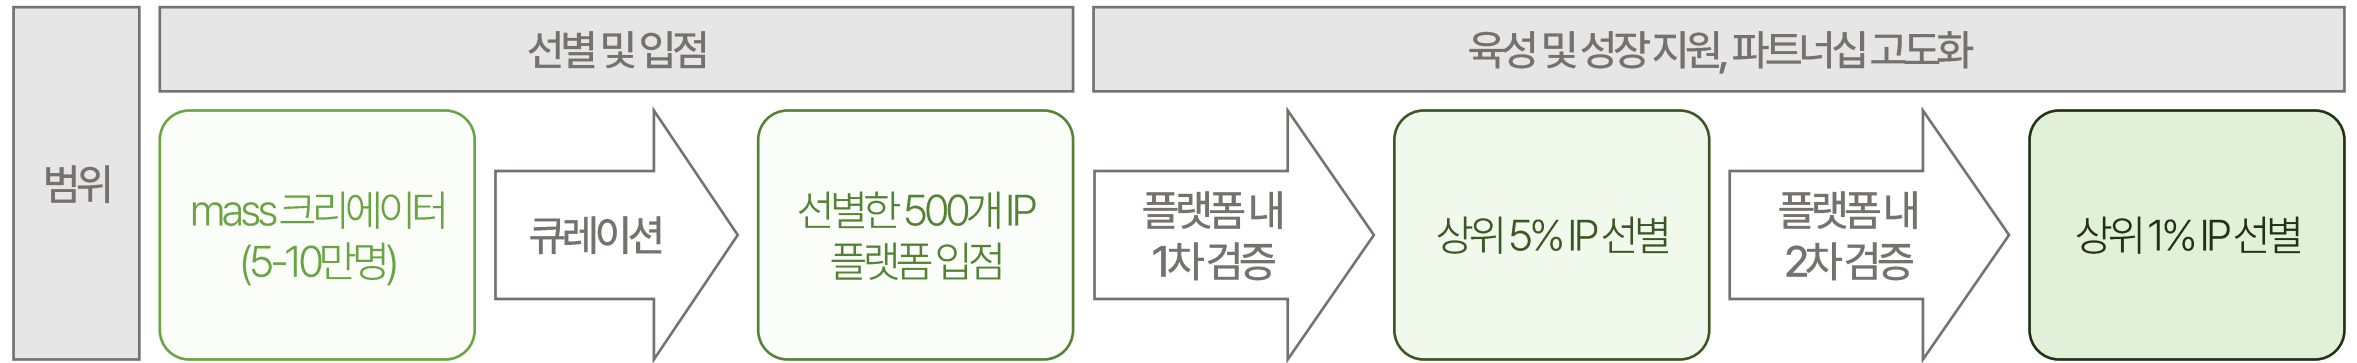 범위
선별 및 입점
육성 및 성장 지원, 파트너십 고도화
mass 크리에이터
(5-10만명)
큐레이션
선별한 500개 IP
플랫폼 입점
플랫폼 내
1차 검증
상위 5% IP 선별
플랫폼 내
2차 검증
상위 1% IP 선별